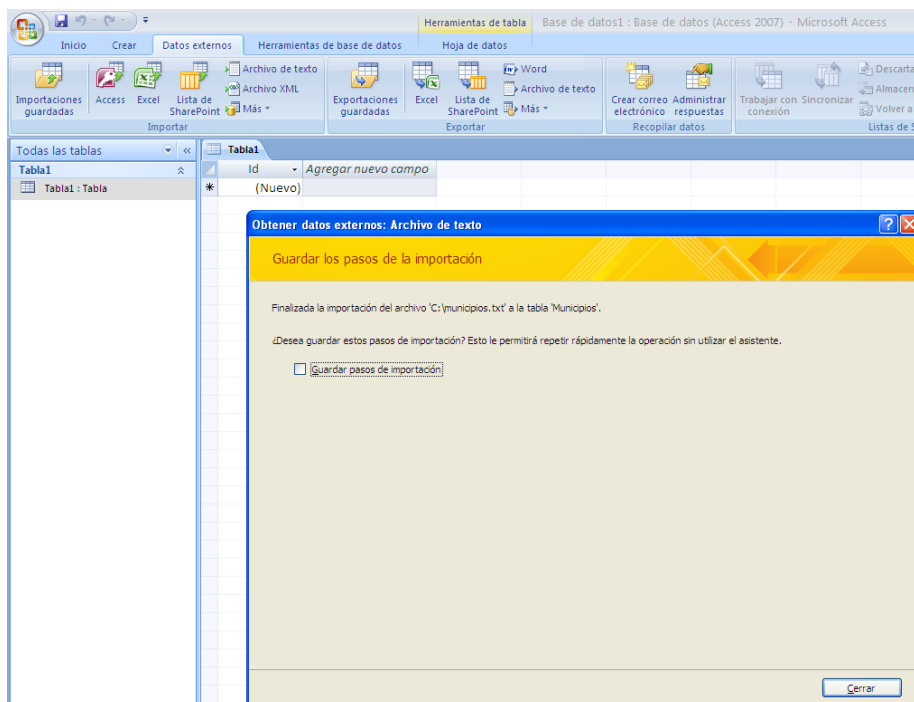 Herramientas de tabla Base de datos1 : Base de datos (Access 2007) - Microsoft Access
Inicio Crear Datos externos Herramientas de base de datos Hoja de datos
Importaciones guardadas
Access
Excel
Lista de SharePoint
Archivo de texto
Archivo XML
Más
Importar
Exportaciones guardadas
Excel
Lista de SharePoint
Word
Archivo de texto
Más
Exportar
Crear correo electrónico
Administrar respuestas
Recopilar datos
Trabajar con conexión
Sincronizar
Descarta
Almacen
Volver a
Listas de S
Todas las tablas «
Tabla1
Tabla1 : Tabla
Tabla1
Id Agregar nuevo campo
* (Nuevo)
Obtener datos externos: Archivo de texto
Guardar los pasos de la importación
Finalizada la importación del archivo 'C:\municipios.txt' a la tabla 'Municipios'.
¿Desea guardar estos pasos de importación? Esto le permitirá repetir rápidamente la operación sin utilizar el asistente.
Guardar pasos de importación
Cerrar